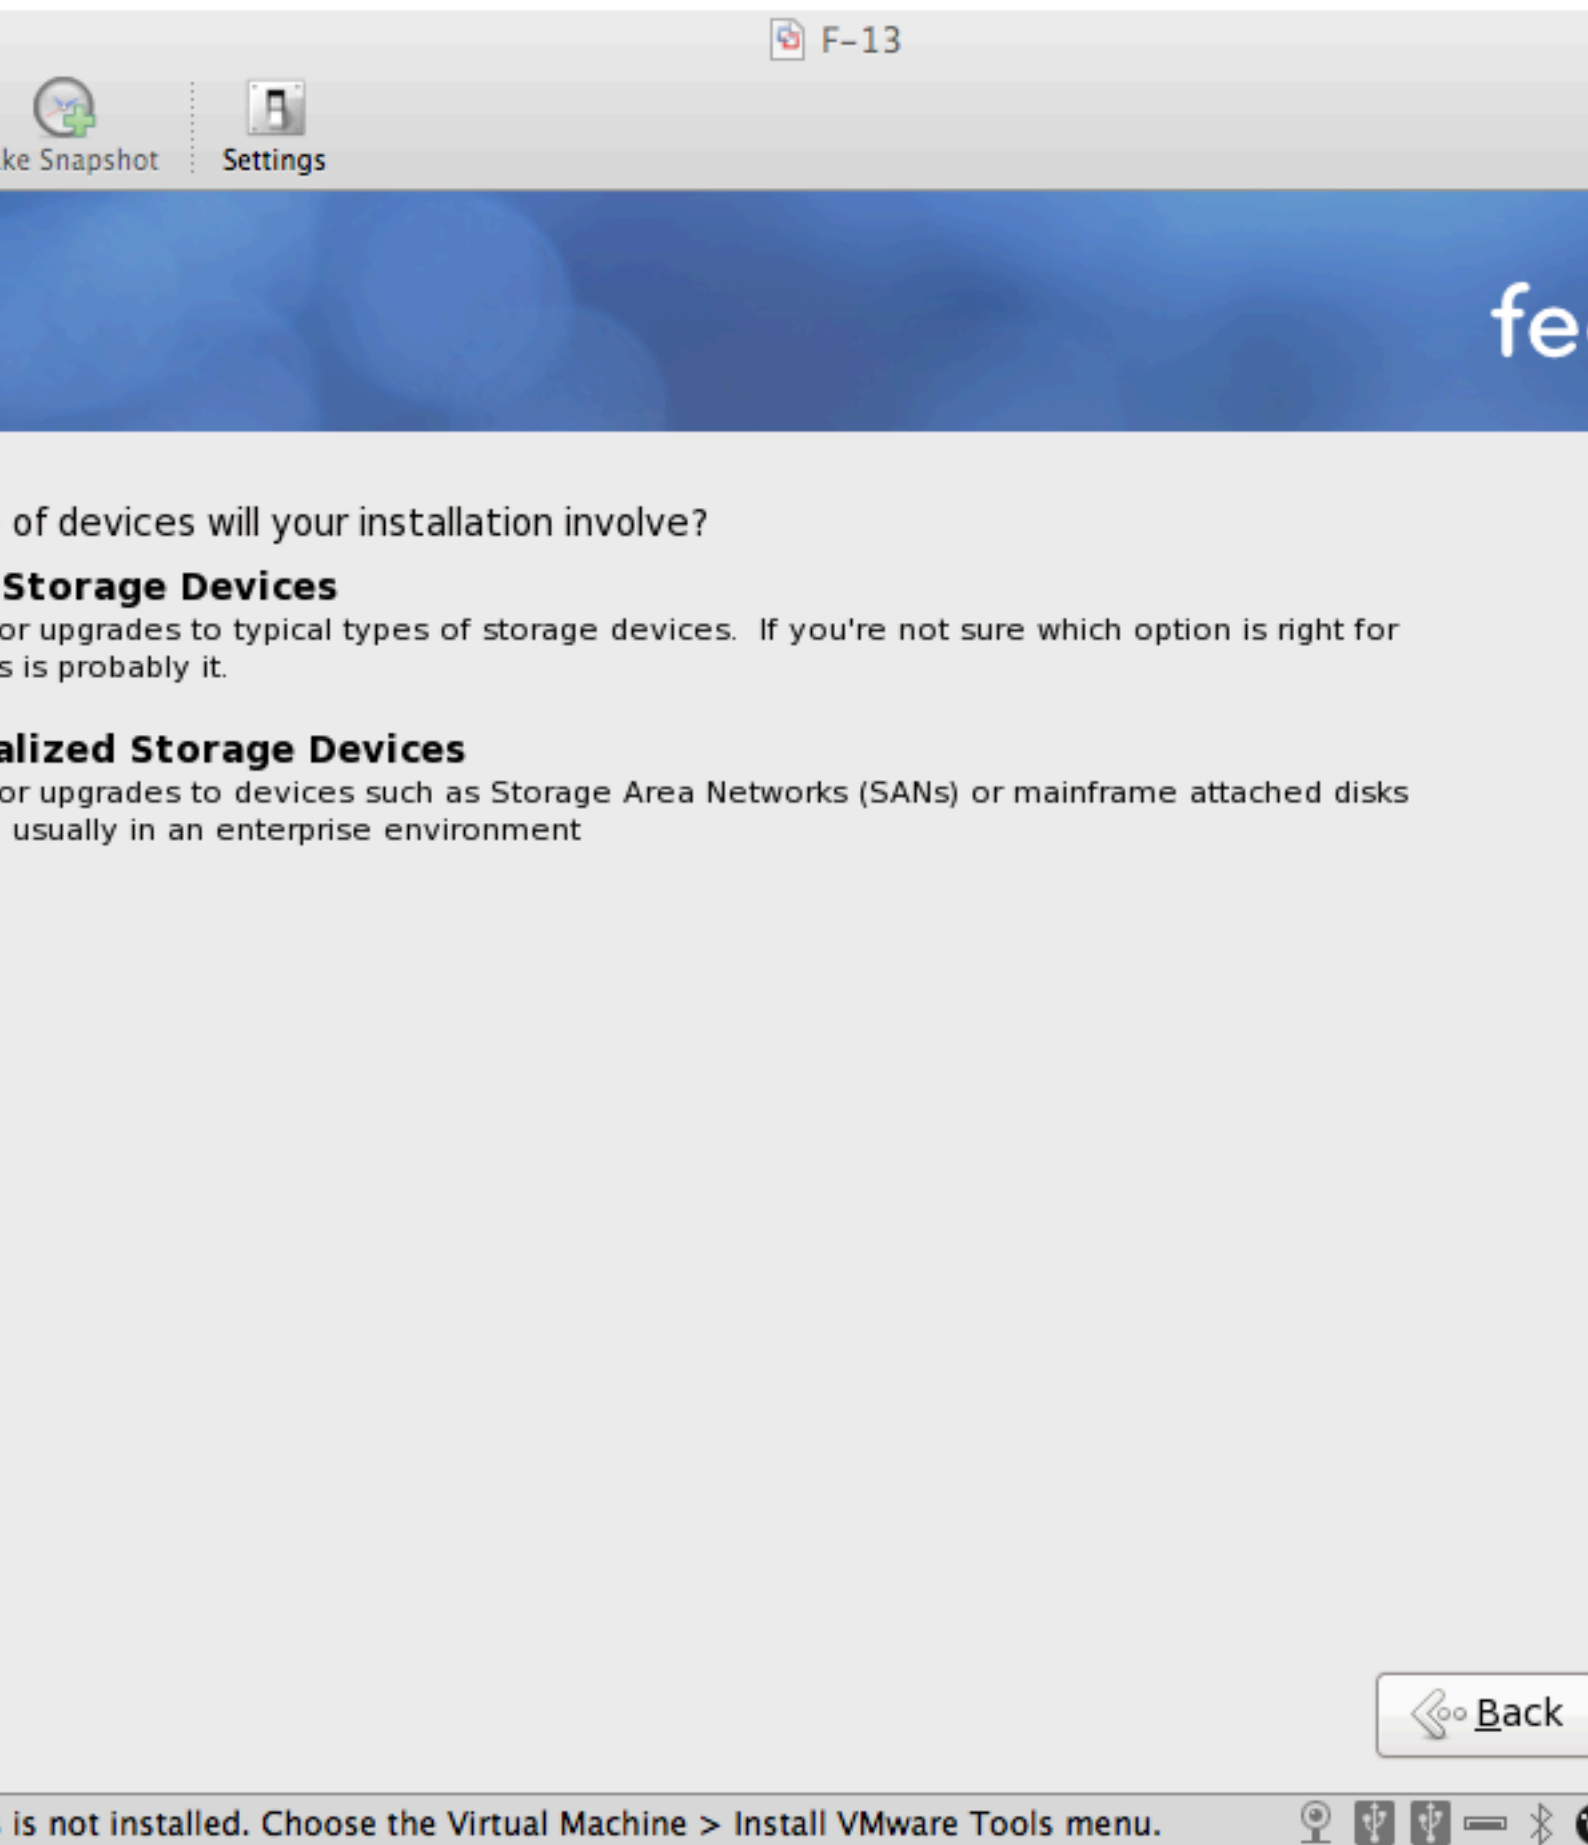 F-13
ke Snapshot
Settings
fe
of devices will your installation involve?
Storage Devices
or upgrades to typical types of storage devices. If you're not sure which option is right for
s is probably it.
alized Storage Devices
or upgrades to devices such as Storage Area Networks (SANs) or mainframe attached disks
usually in an enterprise environment
Back
is not installed. Choose the Virtual Machine > Install VMware Tools menu.